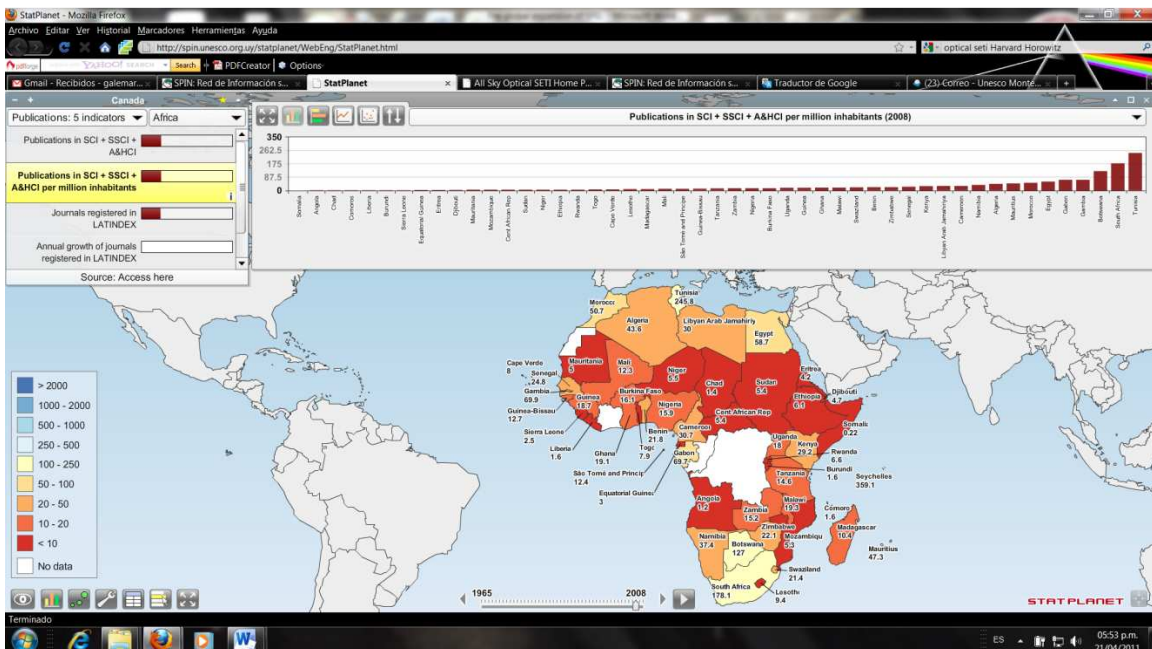 StatPlanet - Mozilla Firefox
Archivo Editar Ver Historial Marcadores Herramientas Ayuda
http://spin.unesco.org.uy/statplanet/WebEng/StatPlanet.html
optical seti Harvard Horowitz
pdfforge YAHOO! SEARCH Search PDFCreator Options
Gmail - Recibidos - galemar...
SPIN: Red de Información s...
StatPlanet
All Sky Optical SETI Home P...
SPIN: Red de Información s...
Traductor de Google
(23) Correo - Unesco Monte...
Canada
Publications: 5 indicators
Africa
Publications in SCI + SSCI +
A&HCI
Publications in SCI + SSCI +
A&HCI per million inhabitants
i
Journals registered in
LATINDEX
Annual growth of journals
registered in LATINDEX
Source: Access here
Publications in SCI + SSCI + A&HCI per million inhabitants (2008)
350
262.5
175
87.5
0
Somalia
Angola
Chad
Comoros
Liberia
Burundi
Sierra Leone
Equatorial Guinea
Eritrea
Djibouti
Mauritania
Mozambique
Cent African Rep
Sudan
Niger
Ethiopia
Rwanda
Togo
Cape Verde
Lesotho
Madagascar
Mali
São Tomé and Principe
Guinea-Bissau
Tanzania
Zambia
Nigeria
Burkina Faso
Uganda
Guinea
Ghana
Malawi
Swaziland
Benin
Zimbabwe
Senegal
Kenya
Libyan Arab Jamahiriya
Cameroon
Namibia
Algeria
Mauritius
Morocco
Egypt
Gabon
Gambia
Botswana
South Africa
Tunisia
Tunisia
245.8
Morocc
50.7
Algeria
43.6
Libyan Arab Jamahiriy
30
Egypt
58.7
Mauritania
5
Mali
12.3
Niger
5.5
Chad
1.4
Sudan
5.4
Eritrea
4.2
Cape Verde
8
Senegal
24.8
Gambia
69.9
Guinea-Bissau
12.7
Guinea
18.7
Burkina Faso
16.1
Nigeria
15.9
Cent African Rep
5.4
Ethiopia
6.1
Djibouti
4.7
Somali
0.22
Sierra Leone
2.5
Liberia
1.6
Ghana
19.1
Togo
7.9
Benin
21.8
Cameroo
30.7
São Tomé and Princip
12.4
Equatorial Guine
3
Gabon
69.7
Uganda
18
Kenya
29.2
Rwanda
6.6
Burundi
1.6
Tanzania
14.6
Seychelles
359.1
Angola
1.2
Zambia
15.2
Malawi
19.3
Comoro
1.6
Madagascar
10.4
Mauritius
47.3
Zimbabwe
22.1
Mozambiqu
5.3
Namibia
37.4
Botswana
127
Swaziland
21.4
South Africa
178.1
Lesotho
9.4
> 2000
1000 - 2000
500 - 1000
250 - 500
100 - 250
50 - 100
20 - 50
10 - 20
< 10
No data
1965
2008
STATPLANET
Terminado
W
ES
05:53 p.m.
21/04/2011